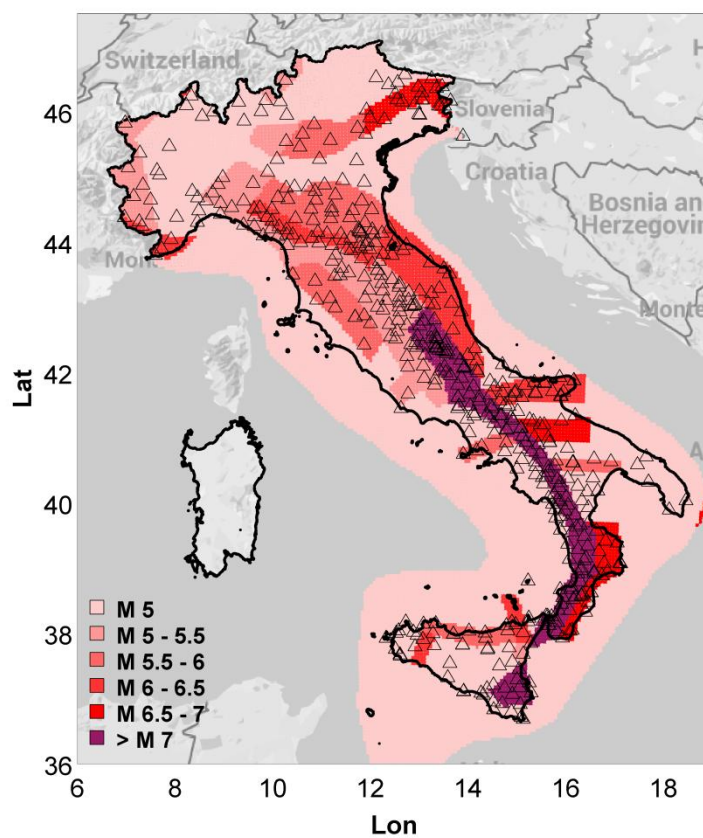 Switzerland
Slovenia
Croatia
Bosnia an
Herzegovin
Mont
Monte
A
H
Lat
46
44
42
40
38
36
M 5
M 5 - 5.5
M 5.5 - 6
M 6 - 6.5
M 6.5 - 7
> M 7
6 8 10 12 14 16 18
Lon